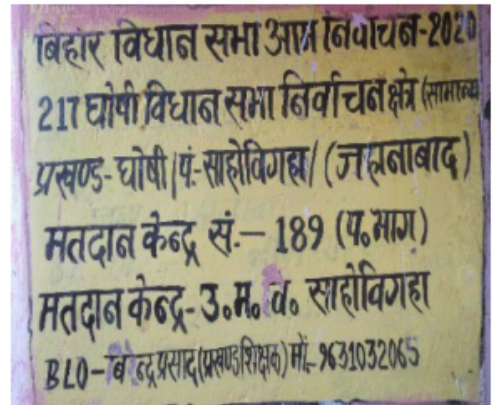 बिहार विधान सभा आम निर्वाचन-2020
217 घोषी विधान सभा निर्वाचन क्षेत्र (सामान्य
प्रखण्ड- घोषी/पं.-साहोविगहा/ (जहानाबाद)
मतदान केन्द्र सं.- 189 (प॰ भाग)
मतदान केन्द्र- उ॰ म॰ वि॰ साहोविगहा
BLO- प्रसाद (प्रखण्ड शिक्षक) मो.- 9631032065